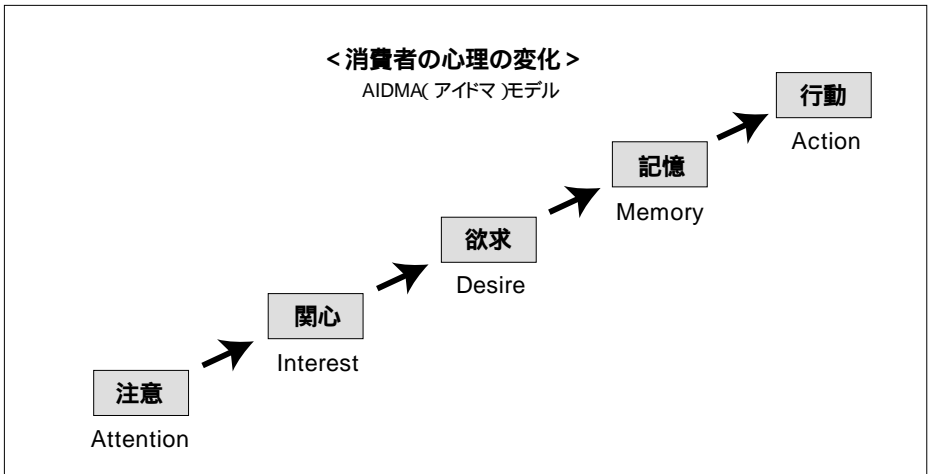 <消費者の心理の変化>
AIDMA(アイドマ)モデル
行動
Action
記憶
Memory
欲求
Desire
関心
Interest
注意
Attention